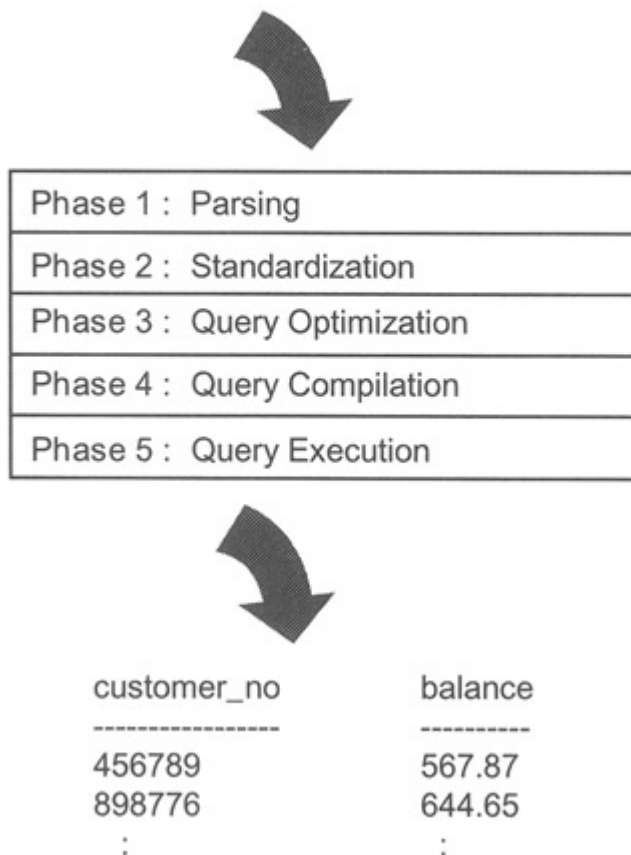 Phase 1 : Parsing
Phase 2 : Standardization
Phase 3 : Query Optimization
Phase 4 : Query Compilation
Phase 5 : Query Execution
customer_no balance
----------------- ----------
456789 567.87
898776 644.65
: :